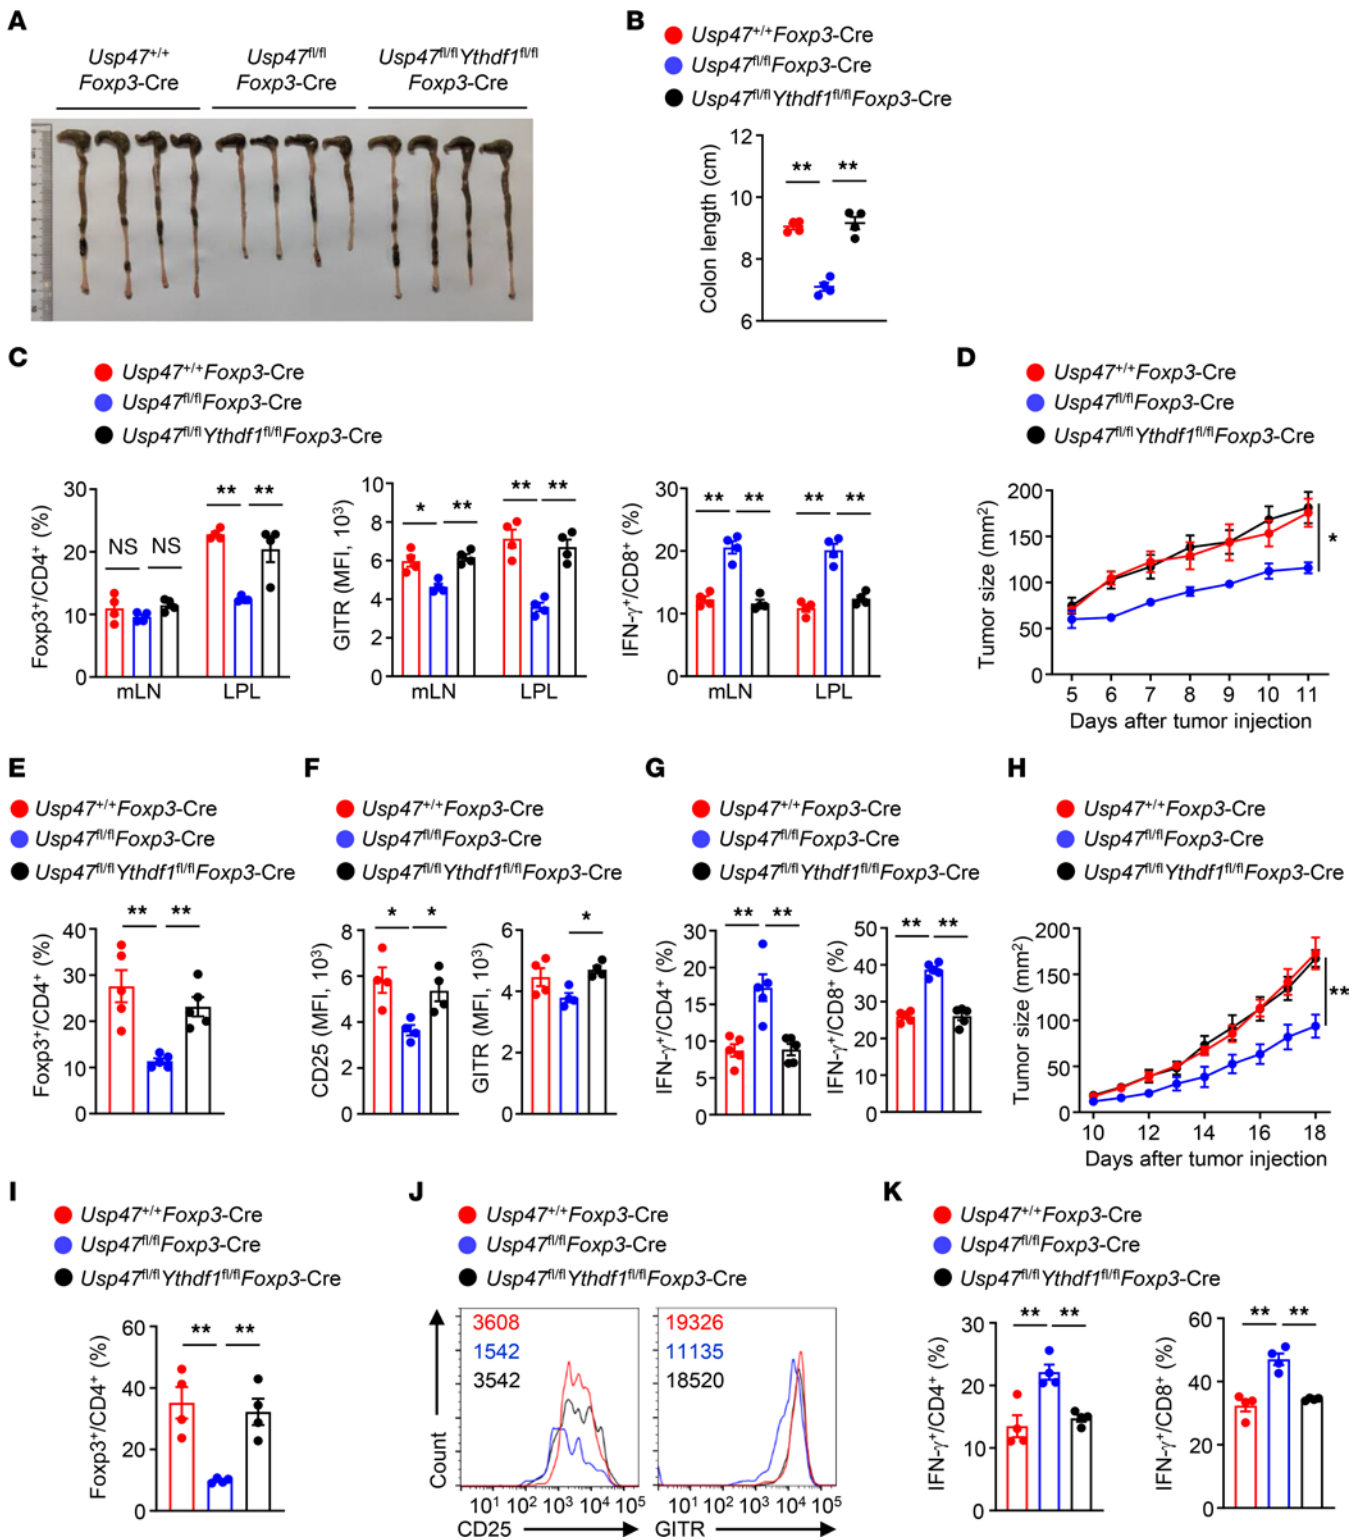 A
Usp47+/+
Foxp3-Cre
Usp47fl/fl
Foxp3-Cre
Usp47fl/flYthdf1fl/fl
Foxp3-Cre
B
Usp47+/+Foxp3-Cre
Usp47fl/flFoxp3-Cre
Usp47fl/flYthdf1fl/flFoxp3-Cre
Colon length (cm)
12
10
8
6
** **
C
Usp47+/+Foxp3-Cre
Usp47fl/flFoxp3-Cre
Usp47fl/flYthdf1fl/flFoxp3-Cre
Foxp3+/CD4+ (%)
30
20
10
0
NS NS ** **
mLN LPL
GITR (MFI, 103)
10
8
6
4
2
0
* ** ** **
mLN LPL
IFN-γ+/CD8+ (%)
30
20
10
0
** ** ** **
mLN LPL
D
Usp47+/+Foxp3-Cre
Usp47fl/flFoxp3-Cre
Usp47fl/flYthdf1fl/flFoxp3-Cre
Tumor size (mm2)
200
150
100
50
0
*
5 6 7 8 9 10 11
Days after tumor injection
E
Usp47+/+Foxp3-Cre
Usp47fl/flFoxp3-Cre
Usp47fl/flYthdf1fl/flFoxp3-Cre
Foxp3+/CD4+ (%)
40
30
20
10
0
** **
F
Usp47+/+Foxp3-Cre
Usp47fl/flFoxp3-Cre
Usp47fl/flYthdf1fl/flFoxp3-Cre
CD25 (MFI, 103)
8
6
4
2
0
* *
GITR (MFI, 103)
6
4
2
0
*
G
Usp47+/+Foxp3-Cre
Usp47fl/flFoxp3-Cre
Usp47fl/flYthdf1fl/flFoxp3-Cre
IFN-γ+/CD4+ (%)
30
20
10
5
0
** **
IFN-γ+/CD8+ (%)
50
40
30
20
10
0
** **
H
Usp47+/+Foxp3-Cre
Usp47fl/flFoxp3-Cre
Usp47fl/flYthdf1fl/flFoxp3-Cre
Tumor size (mm2)
200
150
100
50
0
**
10 12 14 16 18
Days after tumor injection
I
Usp47+/+Foxp3-Cre
Usp47fl/flFoxp3-Cre
Usp47fl/flYthdf1fl/flFoxp3-Cre
Foxp3+/CD4+ (%)
60
40
20
0
** **
J
Usp47+/+Foxp3-Cre
Usp47fl/flFoxp3-Cre
Usp47fl/flYthdf1fl/flFoxp3-Cre
Count
3608
1542
3542
101 102 103 104 105
CD25
19326
11135
18520
101 102 103 104 105
GITR
K
Usp47+/+Foxp3-Cre
Usp47fl/flFoxp3-Cre
Usp47fl/flYthdf1fl/flFoxp3-Cre
IFN-γ+/CD4+ (%)
30
20
10
0
** **
IFN-γ+/CD8+ (%)
60
40
20
0
** **